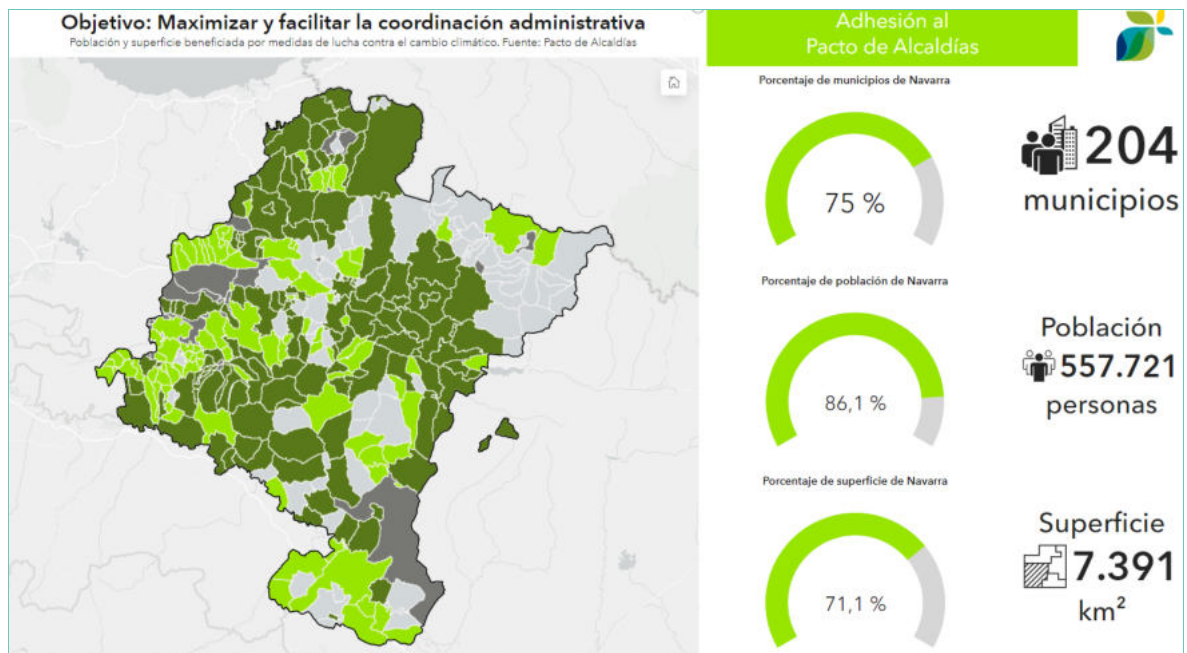 Objetivo: Maximizar y facilitar la coordinación administrativa
Población y superficie beneficiada por medidas de lucha contra el cambio climático. Fuente: Pacto de Alcaldías
Adhesión al
Pacto de Alcaldías
Porcentaje de municipios de Navarra
75 %
204
municipios
Porcentaje de población de Navarra
86,1 %
Población
557.721
personas
Porcentaje de superficie de Navarra
71,1 %
Superficie
7.391
km²